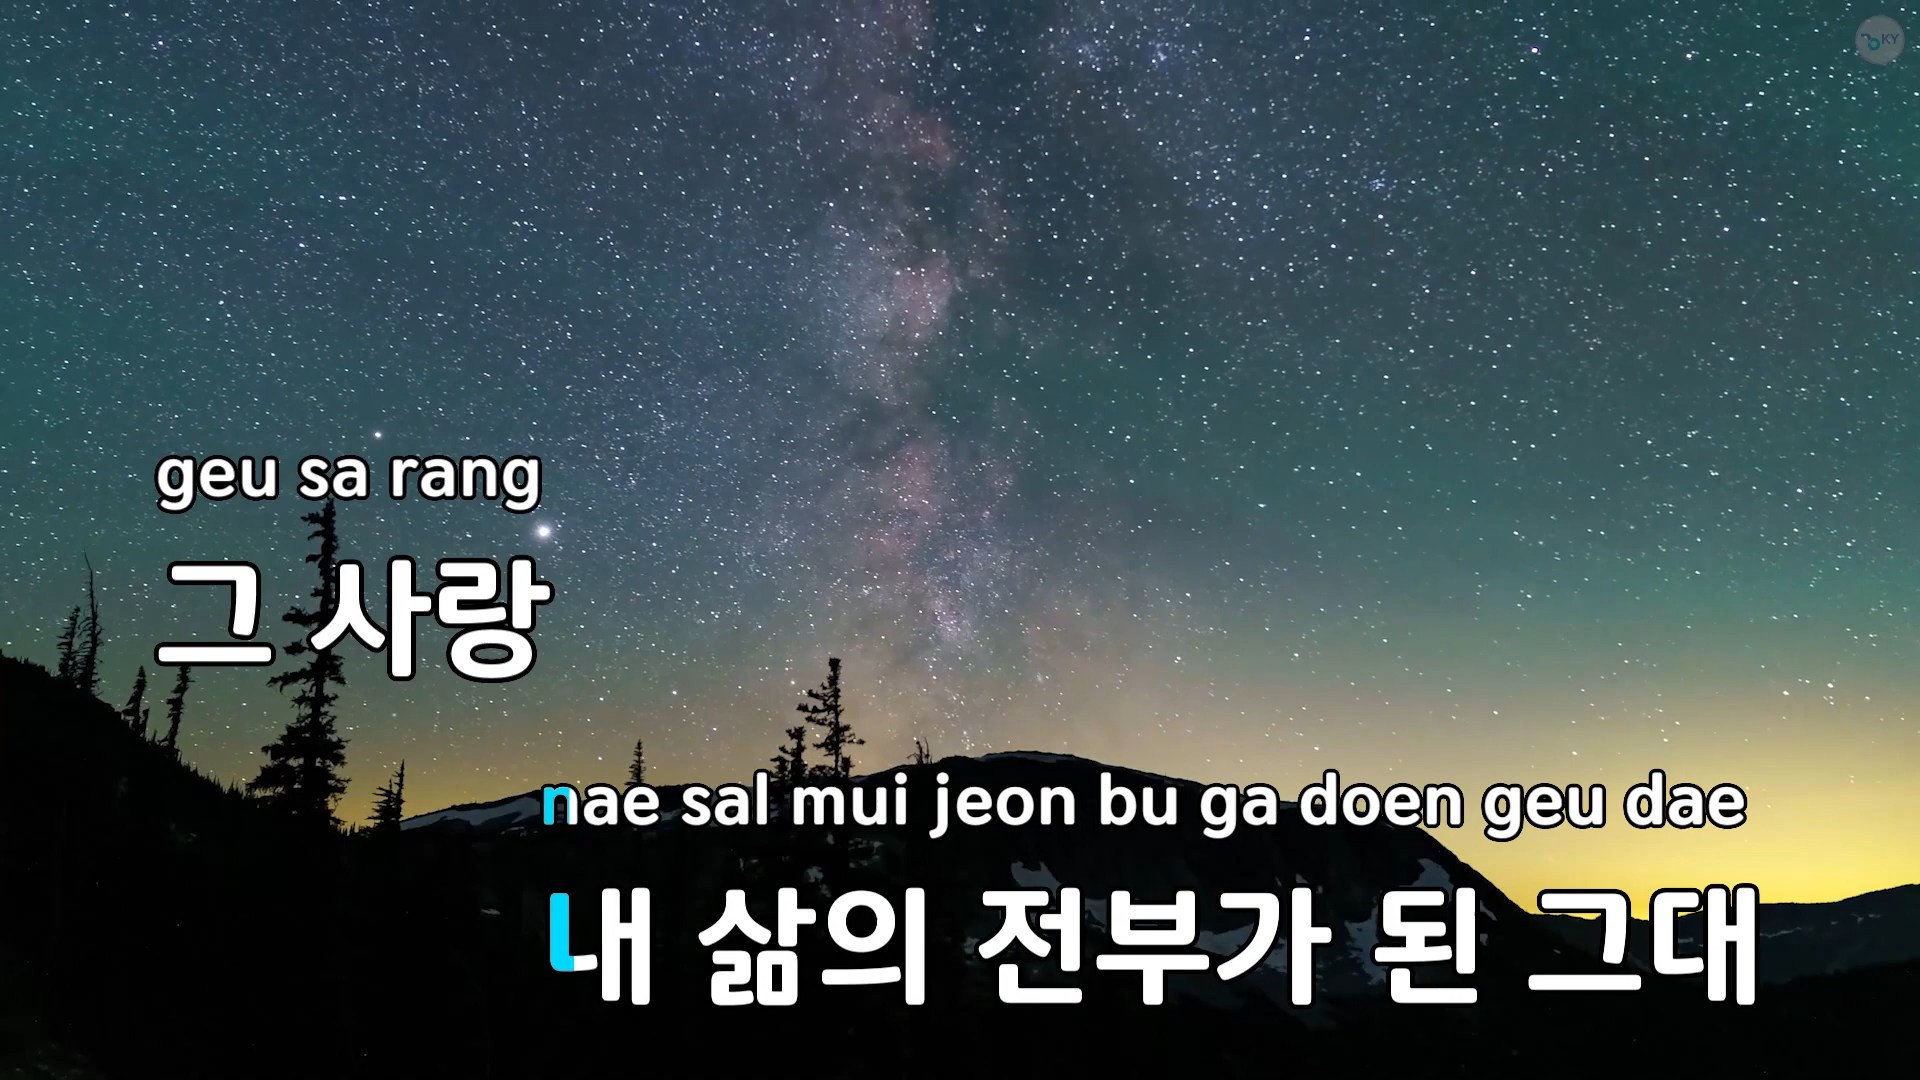 KY
geu sa rang
그 사랑
nae sal mui jeon bu ga doen geu dae
내 삶의 전부가 된 그대